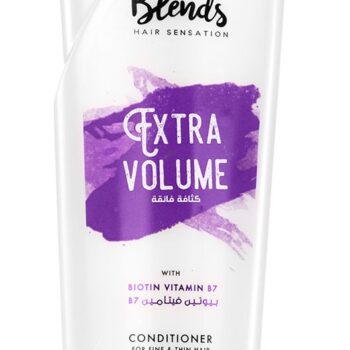 Blends
HAIR SENSATION
EXTRA
VOLUME
كثافة فائقة
WITH
BIOTIN VITAMIN B7
بيوتين فيتامين B7
CONDITIONER
FOR FINE & THIN HAIR